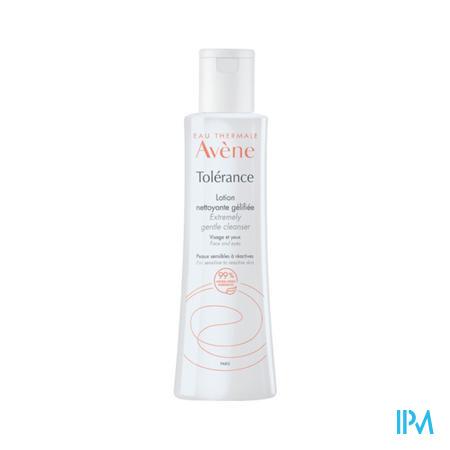 EAU THERMALE
Avène
Tolérance
Lotion
nettoyante gélifiée
Extremely
gentle cleanser
Visage et yeux
Face and eyes
Peaux sensibles à réactives
For sensitive to reactive skin
99%
PARIS
IPM